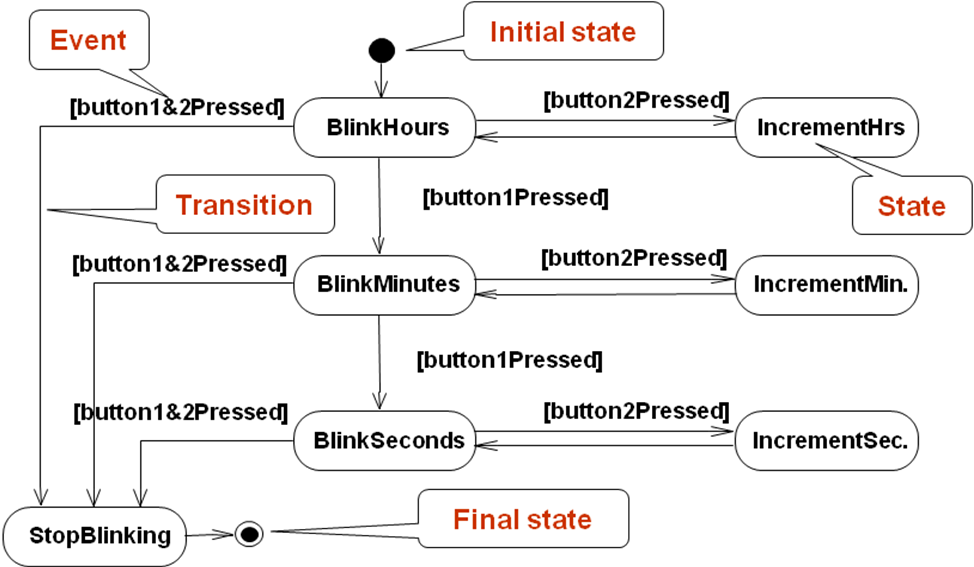 Event
Initial state
[button1&2Pressed]
[button2Pressed]
BlinkHours
IncrementHrs
Transition
[button1Pressed]
State
[button1&2Pressed]
[button2Pressed]
BlinkMinutes
IncrementMin.
[button1Pressed]
[button1&2Pressed]
[button2Pressed]
BlinkSeconds
IncrementSec.
StopBlinking
Final state